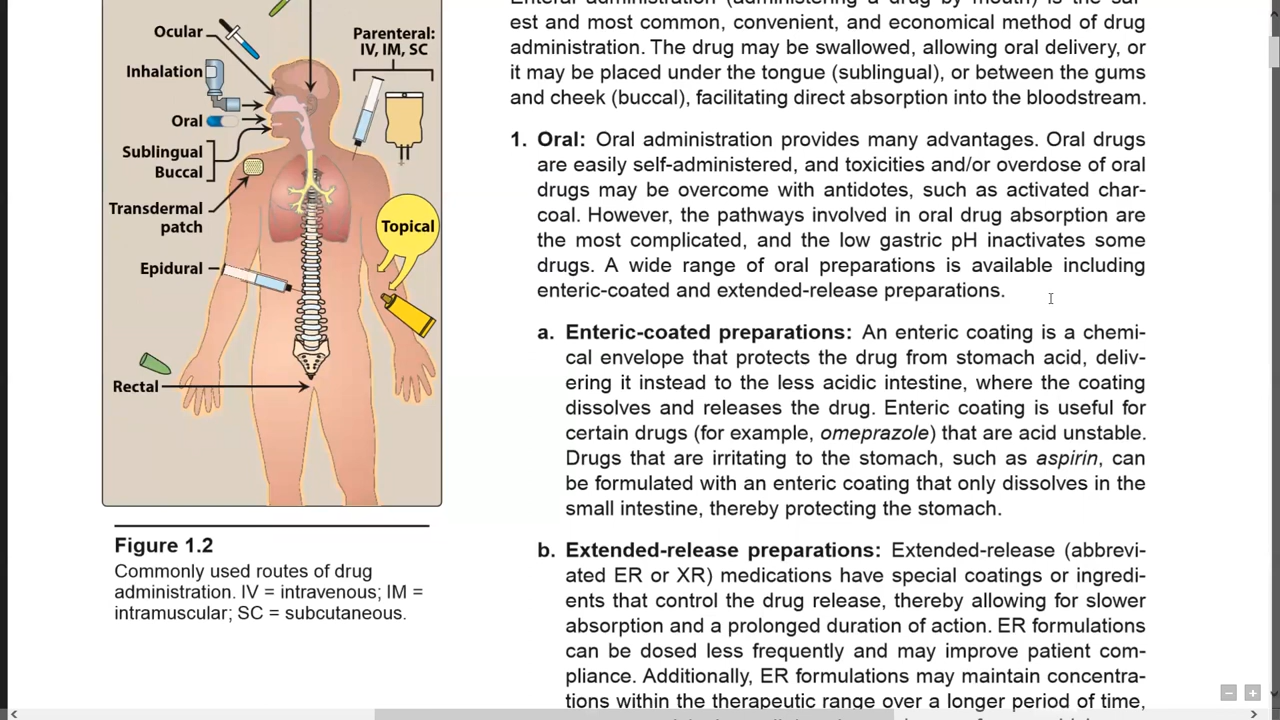 Ocular
Parenteral:
IV, IM, SC
Inhalation
Oral
Sublingual
Buccal
Transdermal
patch
Topical
Epidural
Rectal
Figure 1.2
Commonly used routes of drug
administration. IV = intravenous; IM =
intramuscular; SC = subcutaneous.
Enteral administration (administering a drug by mouth) is the saf-
est and most common, convenient, and economical method of drug
administration. The drug may be swallowed, allowing oral delivery, or
it may be placed under the tongue (sublingual), or between the gums
and cheek (buccal), facilitating direct absorption into the bloodstream.
1. Oral: Oral administration provides many advantages. Oral drugs
are easily self-administered, and toxicities and/or overdose of oral
drugs may be overcome with antidotes, such as activated char-
coal. However, the pathways involved in oral drug absorption are
the most complicated, and the low gastric pH inactivates some
drugs. A wide range of oral preparations is available including
enteric-coated and extended-release preparations.
a. Enteric-coated preparations: An enteric coating is a chemi-
cal envelope that protects the drug from stomach acid, deliv-
ering it instead to the less acidic intestine, where the coating
dissolves and releases the drug. Enteric coating is useful for
certain drugs (for example, omeprazole) that are acid unstable.
Drugs that are irritating to the stomach, such as aspirin, can
be formulated with an enteric coating that only dissolves in the
small intestine, thereby protecting the stomach.
b. Extended-release preparations: Extended-release (abbrevi-
ated ER or XR) medications have special coatings or ingredi-
ents that control the drug release, thereby allowing for slower
absorption and a prolonged duration of action. ER formulations
can be dosed less frequently and may improve patient com-
pliance. Additionally, ER formulations may maintain concentra-
tions within the therapeutic range over a longer period of time,